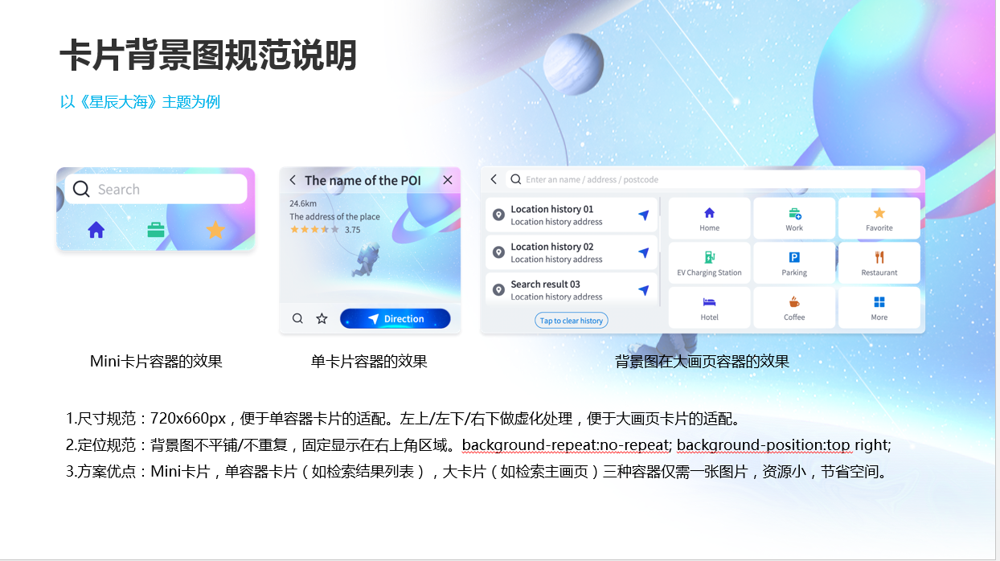 卡片背景图规范说明
以《星辰大海》主题为例
Search
The name of the POI
24.6km
The address of the place
3.75
Direction
Enter an name / address / postcode
Location history 01
Location history address
Location history 02
Location history address
Search result 03
Location history address
Tap to clear history
Home
Work
Favorite
EV Charging Station
P
Parking
Restaurant
Hotel
Coffee
More
Mini卡片容器的效果
单卡片容器的效果
背景图在大画页容器的效果
1.尺寸规范：720x660px，便于单容器卡片的适配。左上/左下/右下做虚化处理，便于大画页卡片的适配。
2.定位规范：背景图不平铺/不重复，固定显示在右上角区域。background-repeat:no-repeat; background-position:top right;
3.方案优点：Mini卡片，单容器卡片（如检索结果列表），大卡片（如检索主画页）三种容器仅需一张图片，资源小，节省空间。